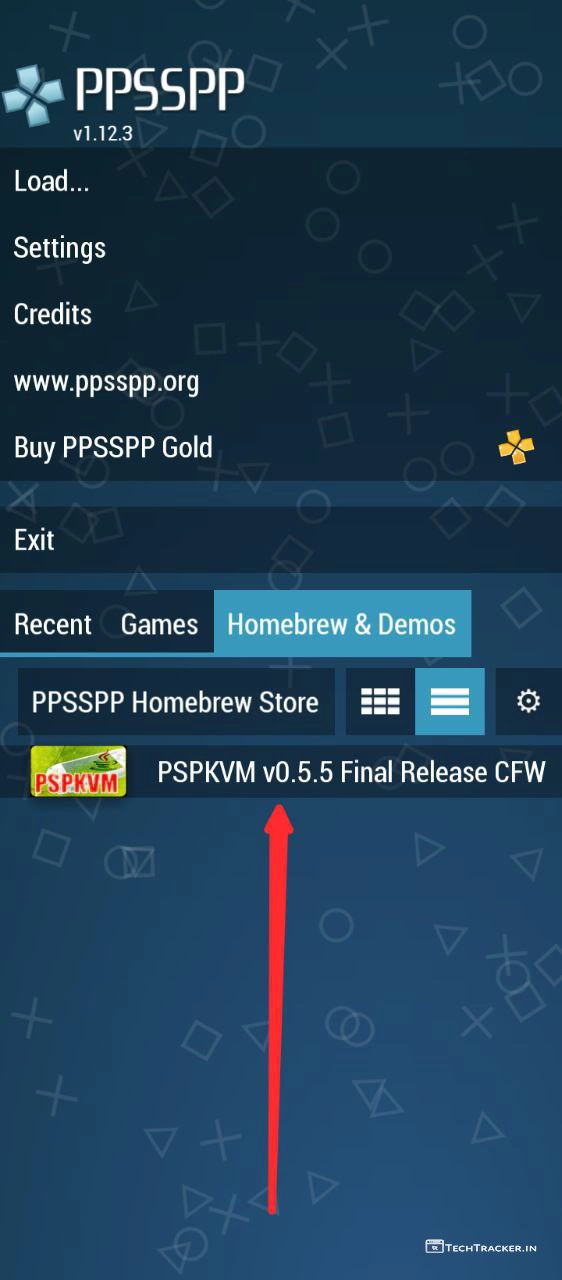 PPSSPP
v1.12.3
Load...
Settings
Credits
www.ppsspp.org
Buy PPSSPP Gold
Exit
Recent Games Homebrew & Demos
PPSSPP Homebrew Store
PSPKVM PSPKVM v0.5.5 Final Release CFW
TECHTRACKER.IN